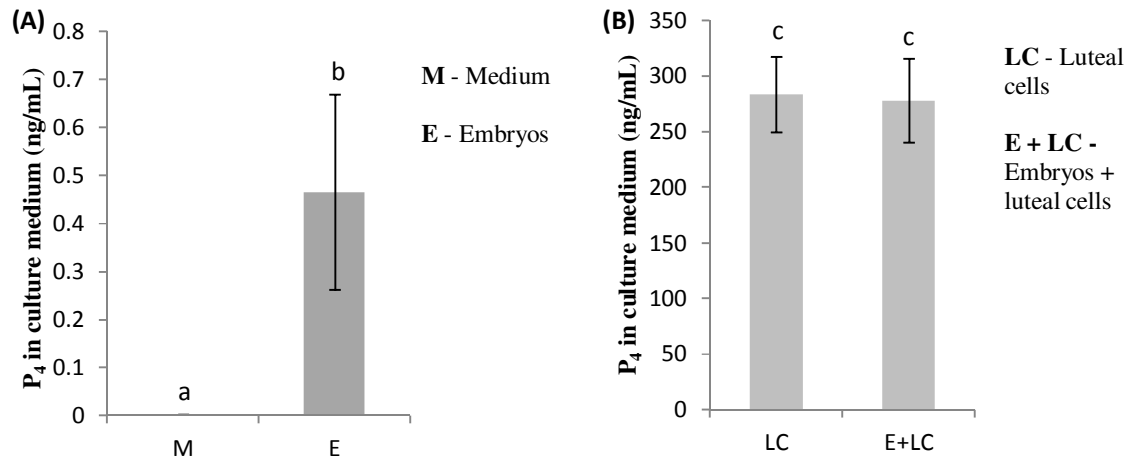 (A)
P4 in culture medium (ng/mL)
0.8
0.7
0.6
0.5
0.4
0.3
0.2
0.1
0
a
b
M
E
M - Medium
E - Embryos
(B)
P4 in culture medium (ng/mL)
350
300
250
200
150
100
50
0
c
c
LC
E+LC
LC - Luteal
cells
E + LC -
Embryos +
luteal cells